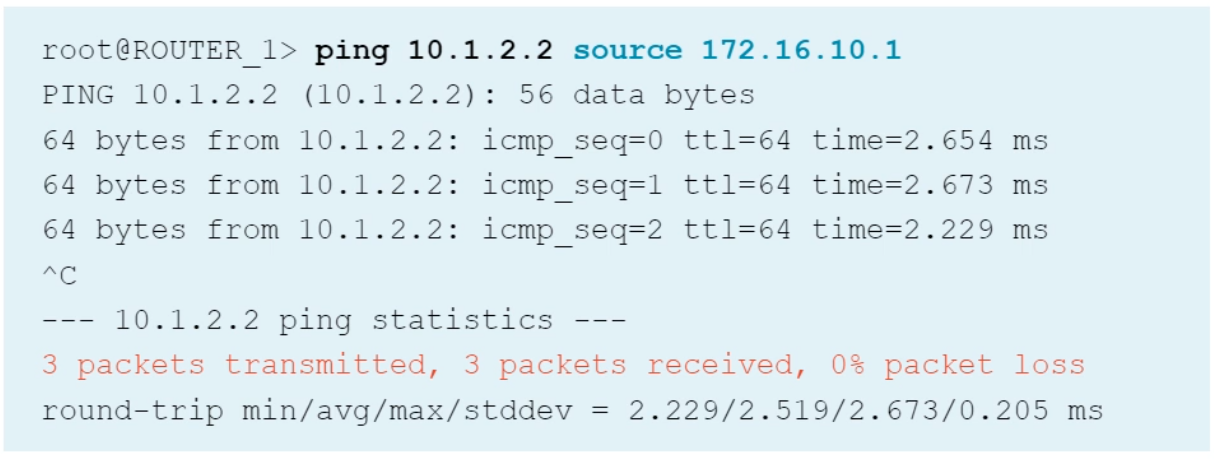 root@ROUTER_1> ping 10.1.2.2 source 172.16.10.1
PING 10.1.2.2 (10.1.2.2): 56 data bytes
64 bytes from 10.1.2.2: icmp_seq=0 ttl=64 time=2.654 ms
64 bytes from 10.1.2.2: icmp_seq=1 ttl=64 time=2.673 ms
64 bytes from 10.1.2.2: icmp_seq=2 ttl=64 time=2.229 ms
^C
--- 10.1.2.2 ping statistics ---
3 packets transmitted, 3 packets received, 0% packet loss
round-trip min/avg/max/stddev = 2.229/2.519/2.673/0.205 ms